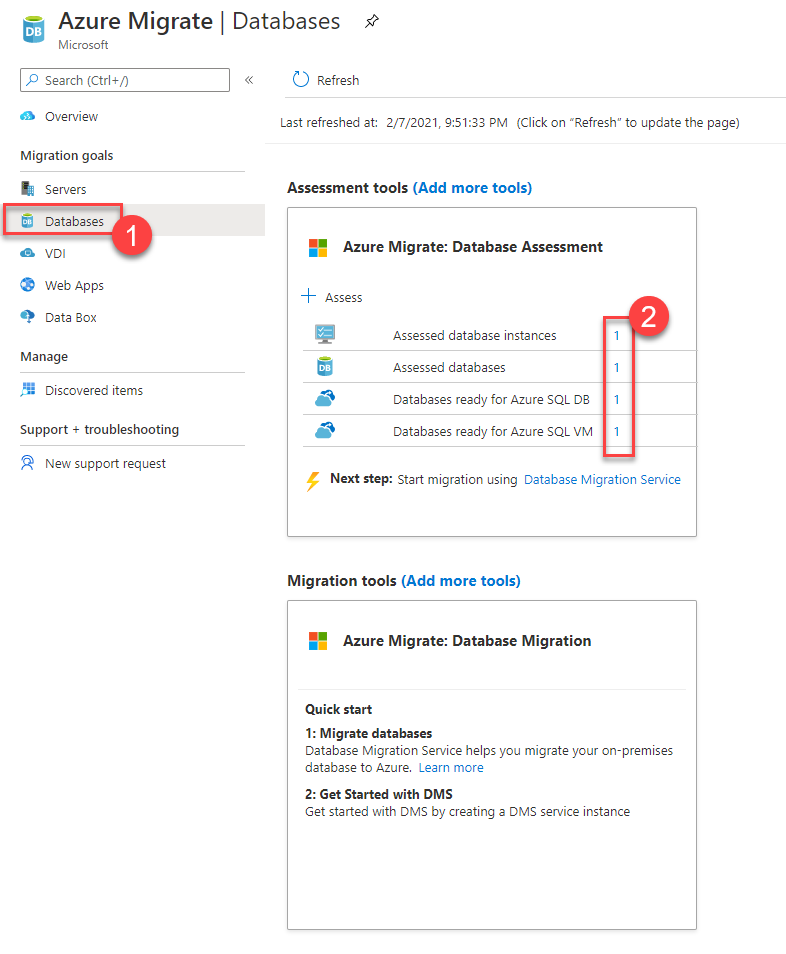 Azure Migrate | Databases
Microsoft
Search (Ctrl+/)
«
Refresh
Overview
Last refreshed at: 2/7/2021, 9:51:33 PM (Click on “Refresh” to update the page)
Migration goals
Servers
Databases
1
VDI
Web Apps
Data Box
Manage
Discovered items
Support + troubleshooting
New support request
Assessment tools (Add more tools)
Azure Migrate: Database Assessment
Assess
2
Assessed database instances 1
DB Assessed databases 1
Databases ready for Azure SQL DB 1
Databases ready for Azure SQL VM 1
Next step: Start migration using Database Migration Service
Migration tools (Add more tools)
Azure Migrate: Database Migration
Quick start
1: Migrate databases
Database Migration Service helps you migrate your on-premises
database to Azure. Learn more
2: Get Started with DMS
Get started with DMS by creating a DMS service instance